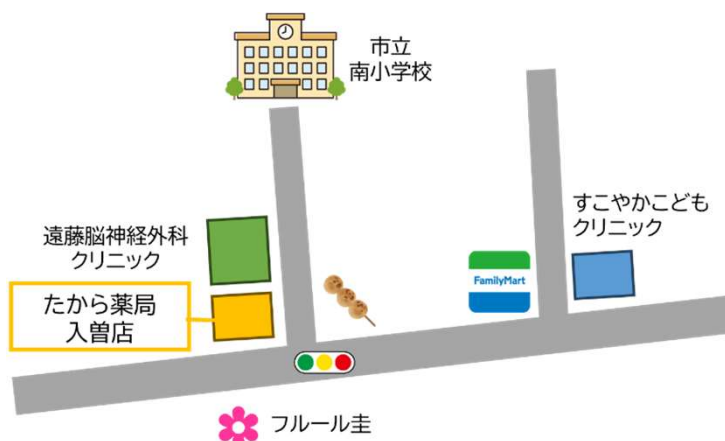 市立
南小学校
すこやかこども
クリニック
遠藤脳神経外科
クリニック
FamilyMart
たから薬局
入曽店
フルール圭